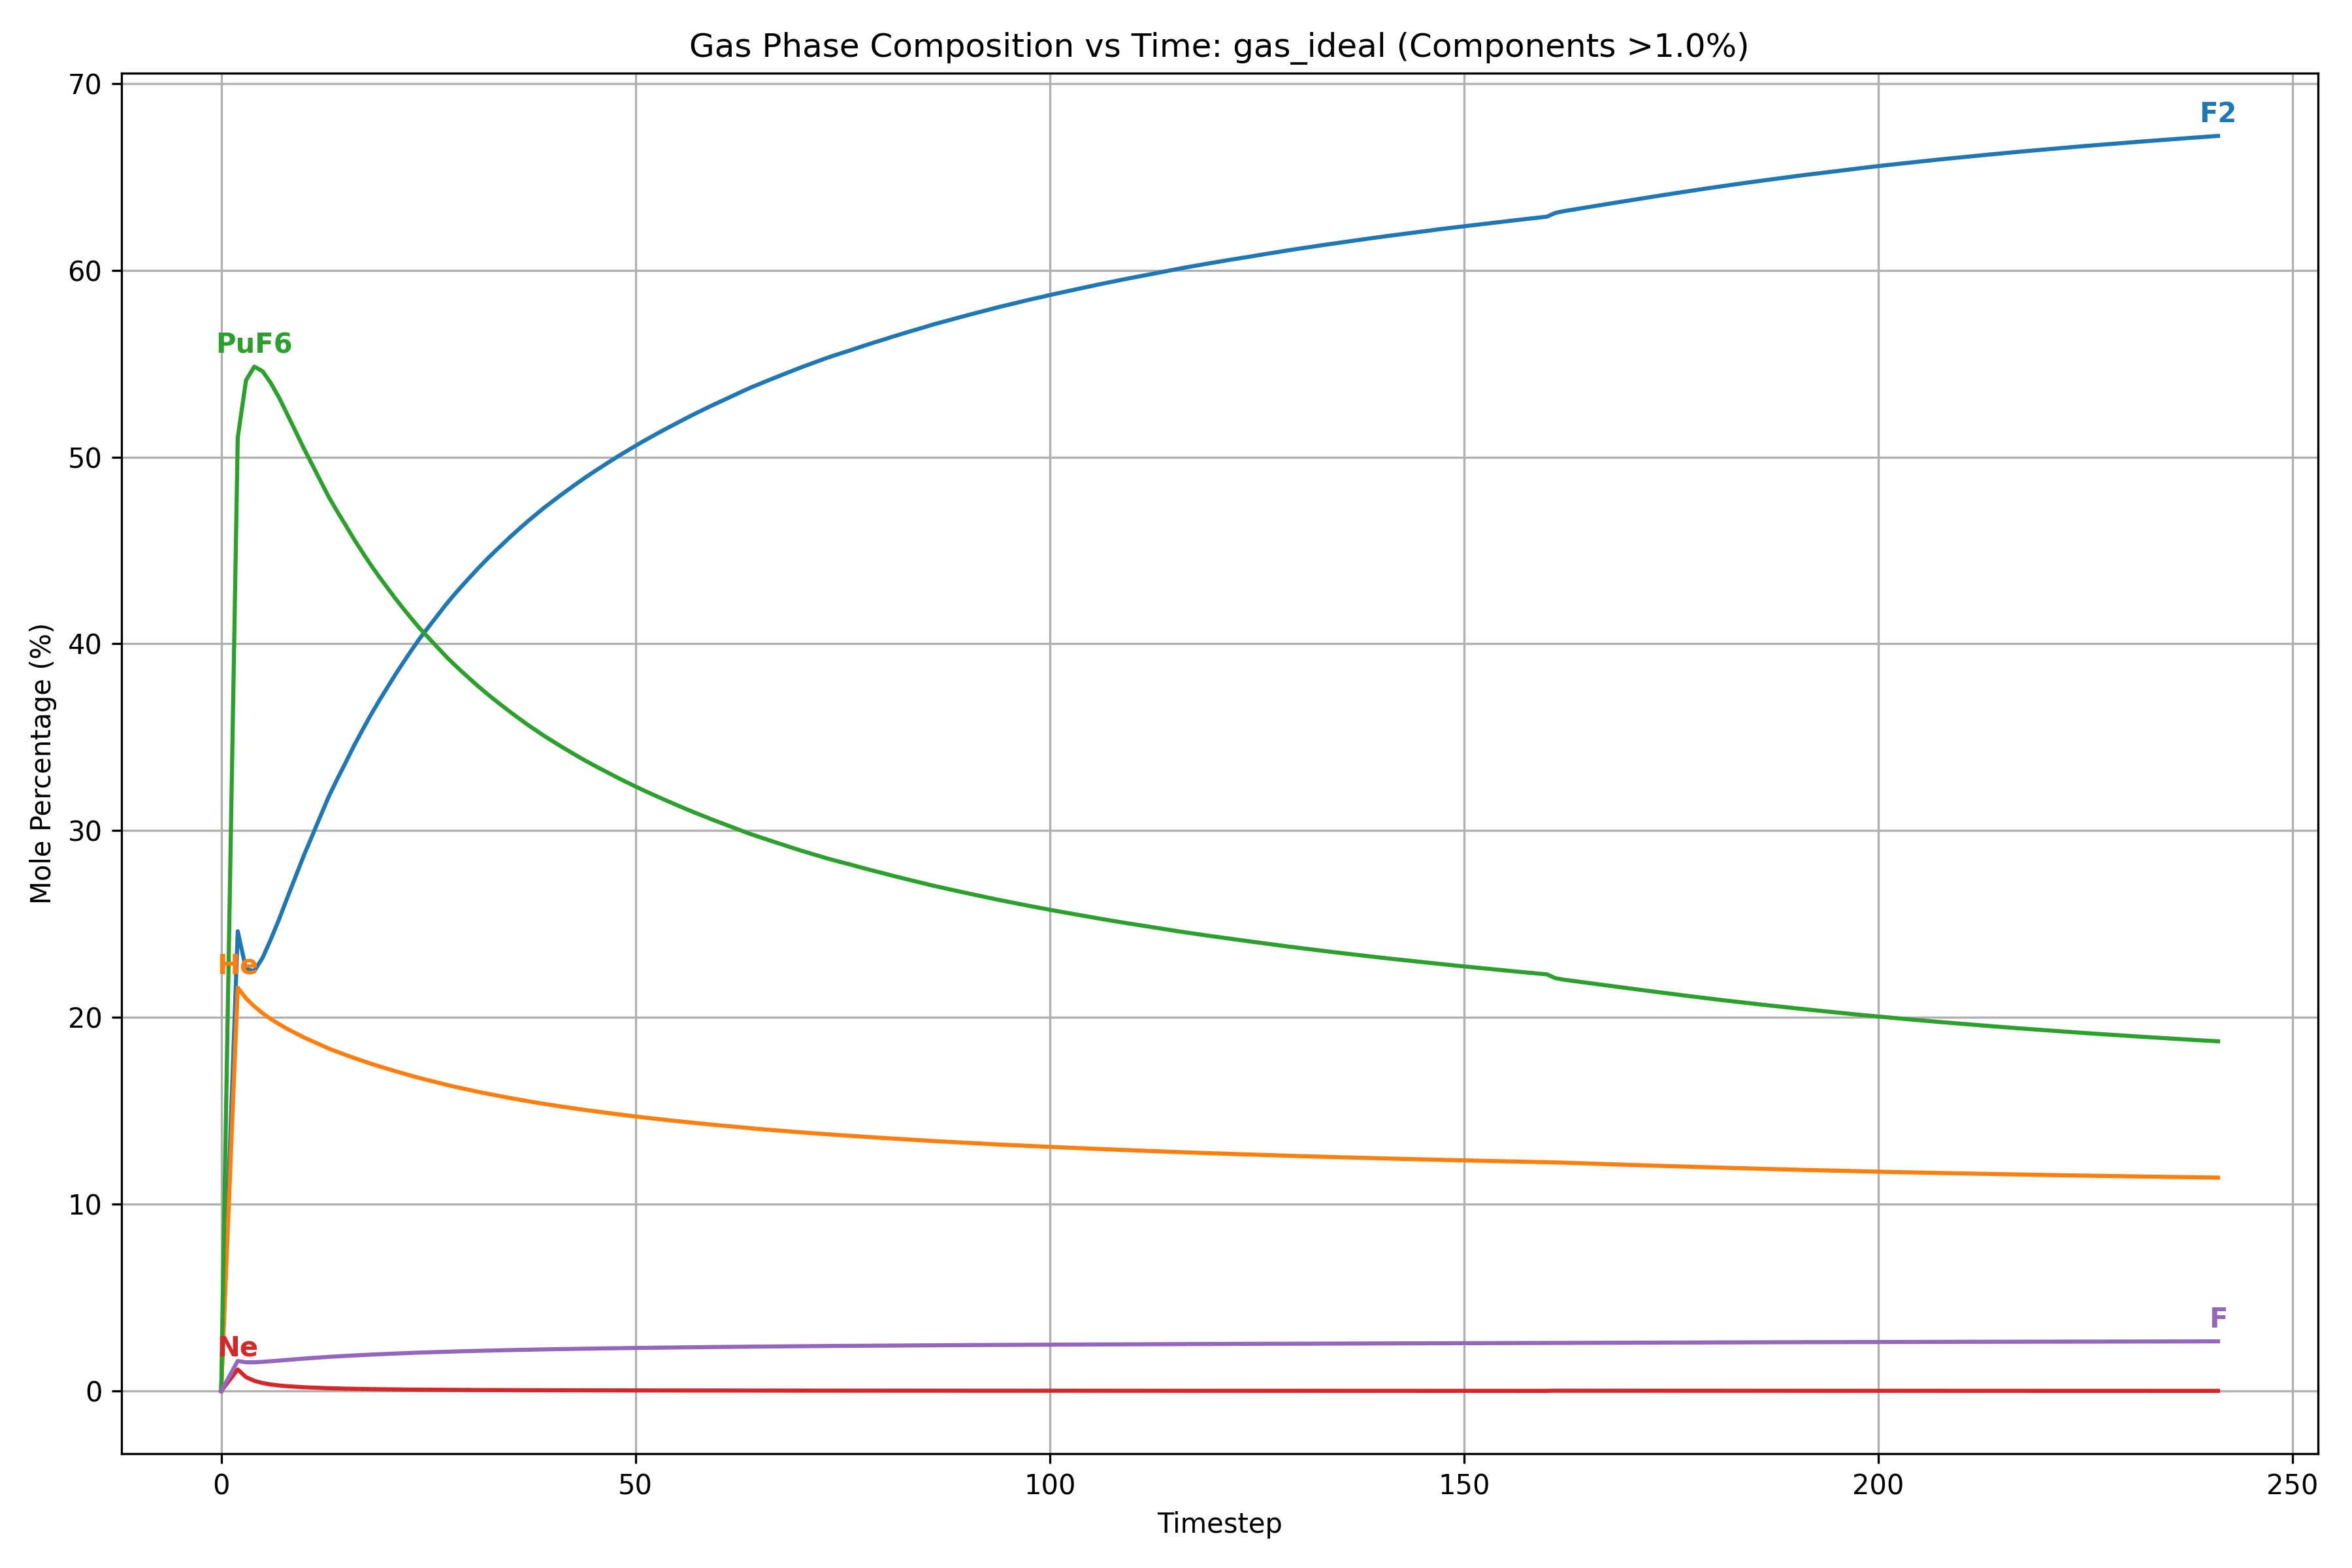 Gas Phase Composition vs Time: gas_ideal (Components >1.0%)
70
60
50
40
30
20
10
0
Mole Percentage (%)
F2
PuF6
He
F
Ne
0 50 100 150 200 250
Timestep